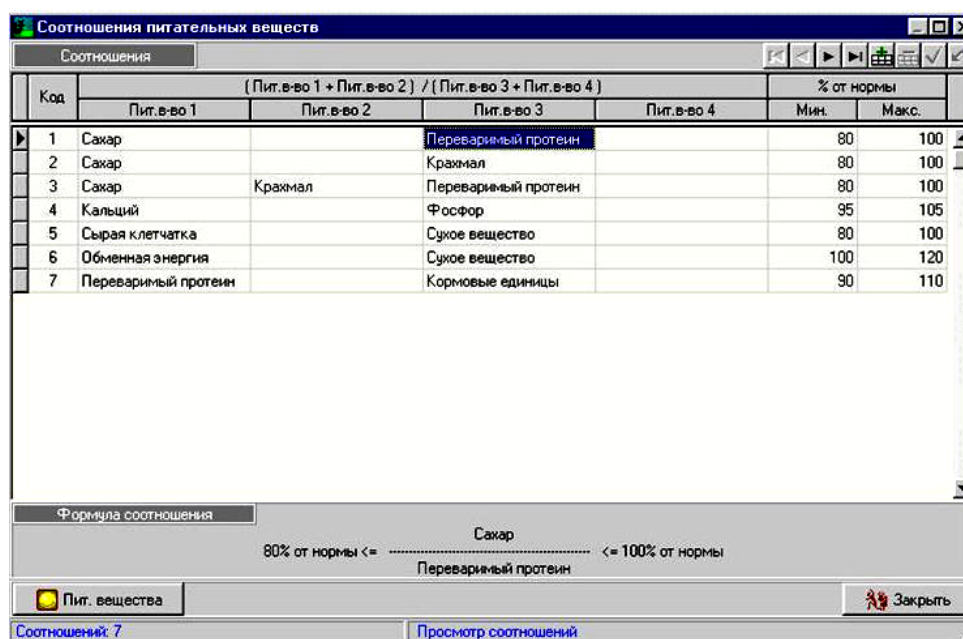 Соотношения питательных веществ
Соотношения
Код (Пит.в-во 1 + Пит.в-во 2) / (Пит.в-во 3 + Пит.в-во 4) % от нормы
Пит.в-во 1 Пит.в-во 2 Пит.в-во 3 Пит.в-во 4 Мин. Макс.
1 Сахар Переваримый протеин 80 100
2 Сахар Крахмал 80 100
3 Сахар Крахмал Переваримый протеин 80 100
4 Кальций Фосфор 95 105
5 Сырая клетчатка Сухое вещество 80 100
6 Обменная энергия Сухое вещество 100 120
7 Переваримый протеин Кормовые единицы 90 110
Формула соотношения
Сахар
80% от нормы <= ---------- <= 100% от нормы
Переваримый протеин
Пит. вещества Закрыть
Соотношений: 7 Просмотр соотношений